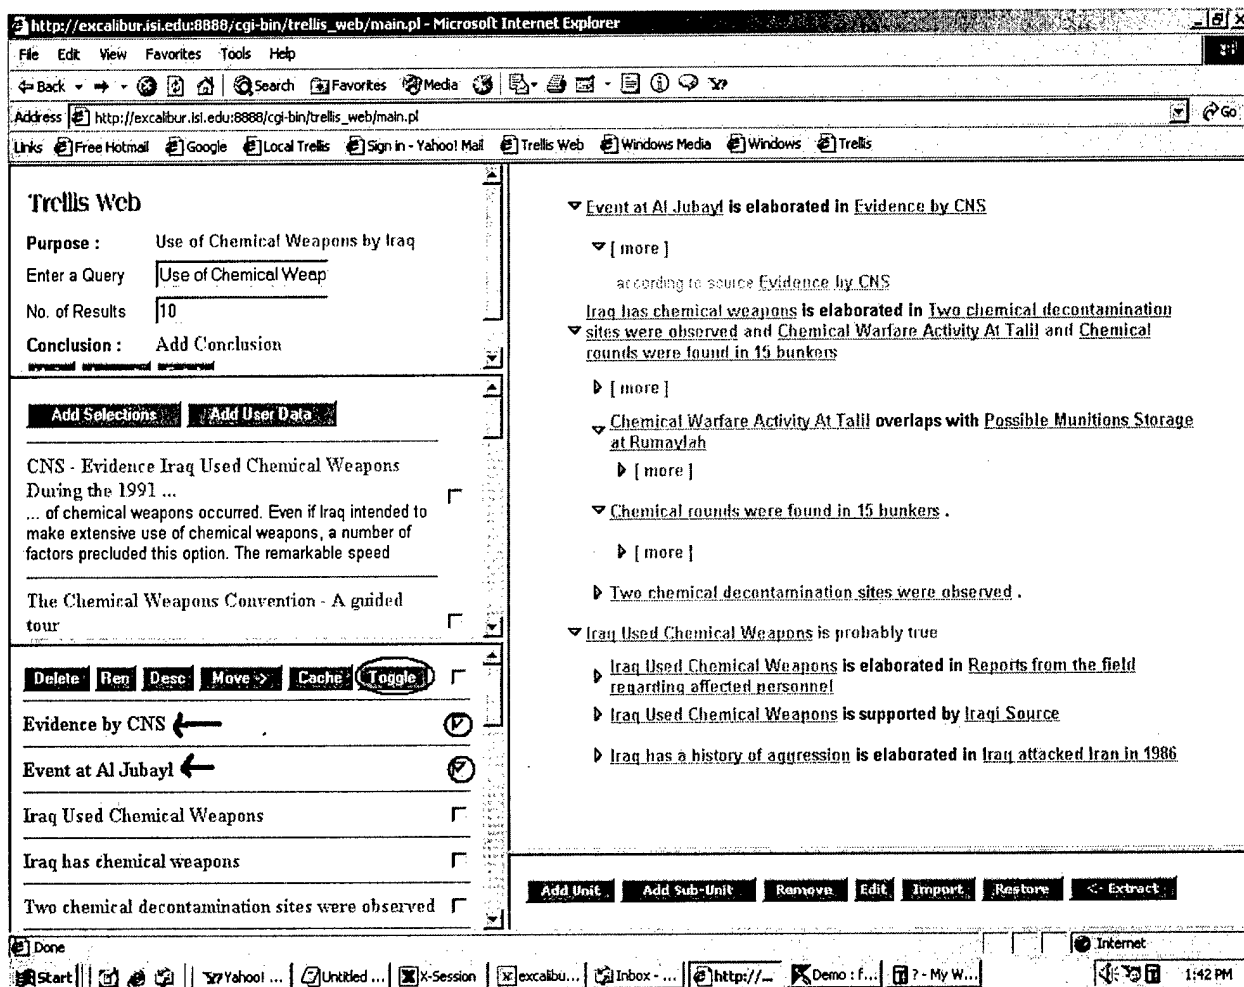 http://excalibur.isi.edu:8888/cgi-bin/trellis_web/main.pl - Microsoft Internet Explorer
File Edit View Favorites Tools Help
Back Search Favorites Media
Address http://excalibur.isi.edu:8888/cgi-bin/trellis_web/main.pl Go
Links Free Hotmail Google Local Trellis Sign in - Yahoo! Mail Trellis Web Windows Media Windows Trellis
Trellis Web
Purpose : Use of Chemical Weapons by Iraq
Enter a Query Use of Chemical Weap
No. of Results 10
Conclusion : Add Conclusion
Add Selections Add User Data
CNS - Evidence Iraq Used Chemical Weapons
During the 1991 ...
... of chemical weapons occurred. Even if Iraq intended to
make extensive use of chemical weapons, a number of
factors precluded this option. The remarkable speed
The Chemical Weapons Convention - A guided
tour
Delete Ren Desc Move -> Cache Toggle
Evidence by CNS
Event at Al Jubayl
Iraq Used Chemical Weapons
Iraq has chemical weapons
Two chemical decontamination sites were observed
Event at Al Jubayl is elaborated in Evidence by CNS
[ more ]
according to source Evidence by CNS
Iraq has chemical weapons is elaborated in Two chemical decontamination
sites were observed and Chemical Warfare Activity At Talil and Chemical
rounds were found in 15 bunkers
[ more ]
Chemical Warfare Activity At Talil overlaps with Possible Munitions Storage
at Rumaylah
[ more ]
Chemical rounds were found in 15 bunkers .
[ more ]
Two chemical decontamination sites were observed .
Iraq Used Chemical Weapons is probably true
Iraq Used Chemical Weapons is elaborated in Reports from the field
regarding affected personnel
Iraq Used Chemical Weapons is supported by Iraqi Source
Iraq has a history of aggression is elaborated in Iraq attacked Iran in 1986
Add Unit Add Sub-Unit Remove Edit Import Restore <- Extract
Done Internet
Start Yahoo! ... Untitled ... X-Session excalibu... Inbox - ... http://... Demo : f... ? - My W... 1:42 PM